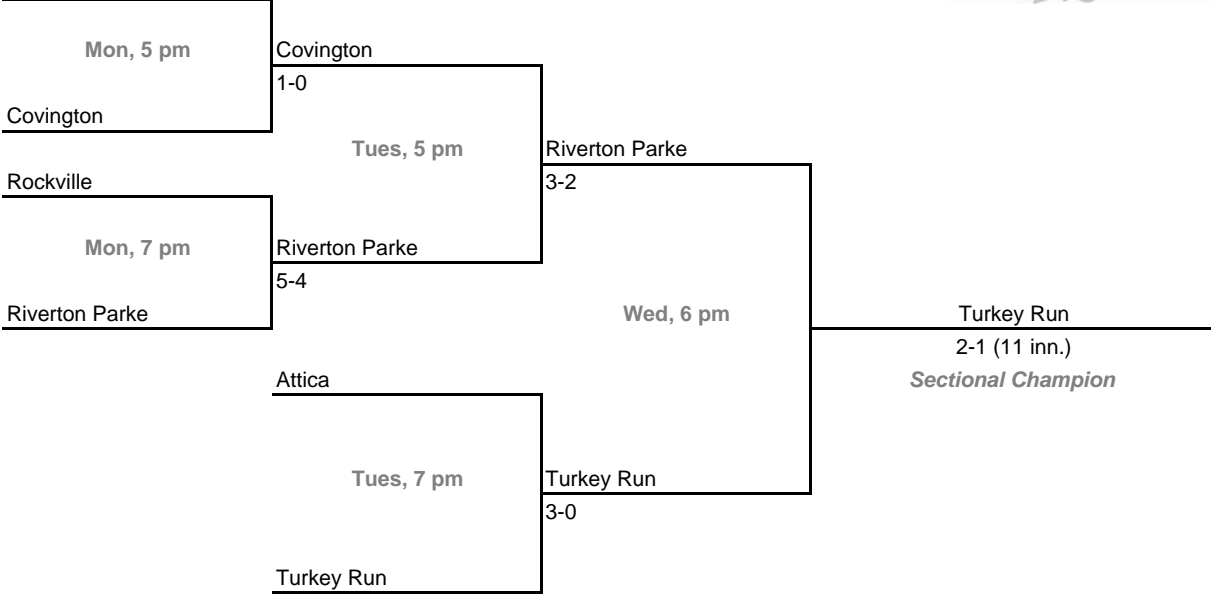 Mon, 5 pm
Covington
1-0
Covington
Tues, 5 pm
Riverton Parke
3-2
Rockville
Mon, 7 pm
Riverton Parke
5-4
Riverton Parke
Wed, 6 pm
Turkey Run
2-1 (11 inn.)
Sectional Champion
Attica
Tues, 7 pm
Turkey Run
3-0
Turkey Run